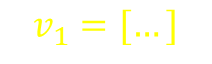 v₁ = [...]